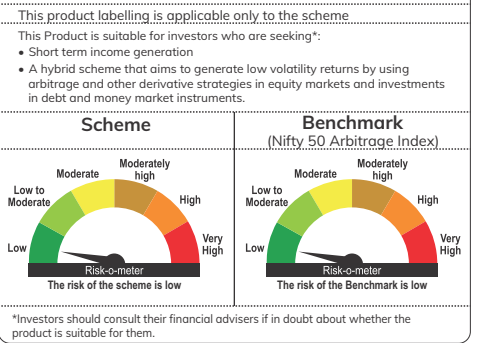 This product labelling is applicable only to the scheme
This Product is suitable for investors who are seeking*:
• Short term income generation
• A hybrid scheme that aims to generate low volatility returns by using
arbitrage and other derivative strategies in equity markets and investments
in debt and money market instruments.
Scheme
Low
Low to
Moderate
Moderate
Moderately
high
High
Very
High
Risk-o-meter
The risk of the scheme is low
Benchmark
(Nifty 50 Arbitrage Index)
Low
Low to
Moderate
Moderate
Moderately
high
High
Very
High
Risk-o-meter
The risk of the Benchmark is low
*Investors should consult their financial advisers if in doubt about whether the
product is suitable for them.